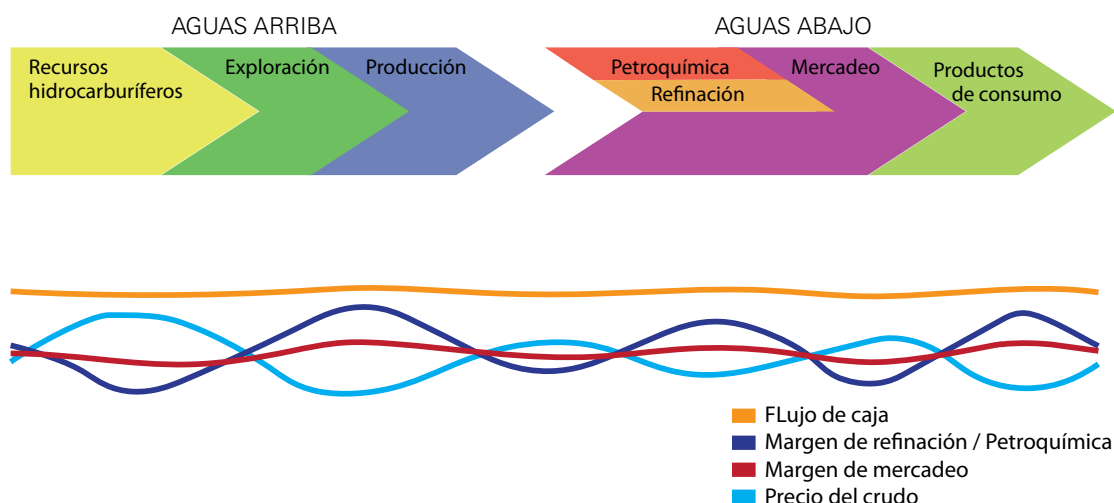 AGUAS ARRIBA
AGUAS ABAJO
Recursos
hidrocarburíferos
Exploración
Producción
Petroquímica
Refinación
Mercadeo
Productos
de consumo
FLujo de caja
Margen de refinación / Petroquímica
Margen de mercadeo
Precio del crudo